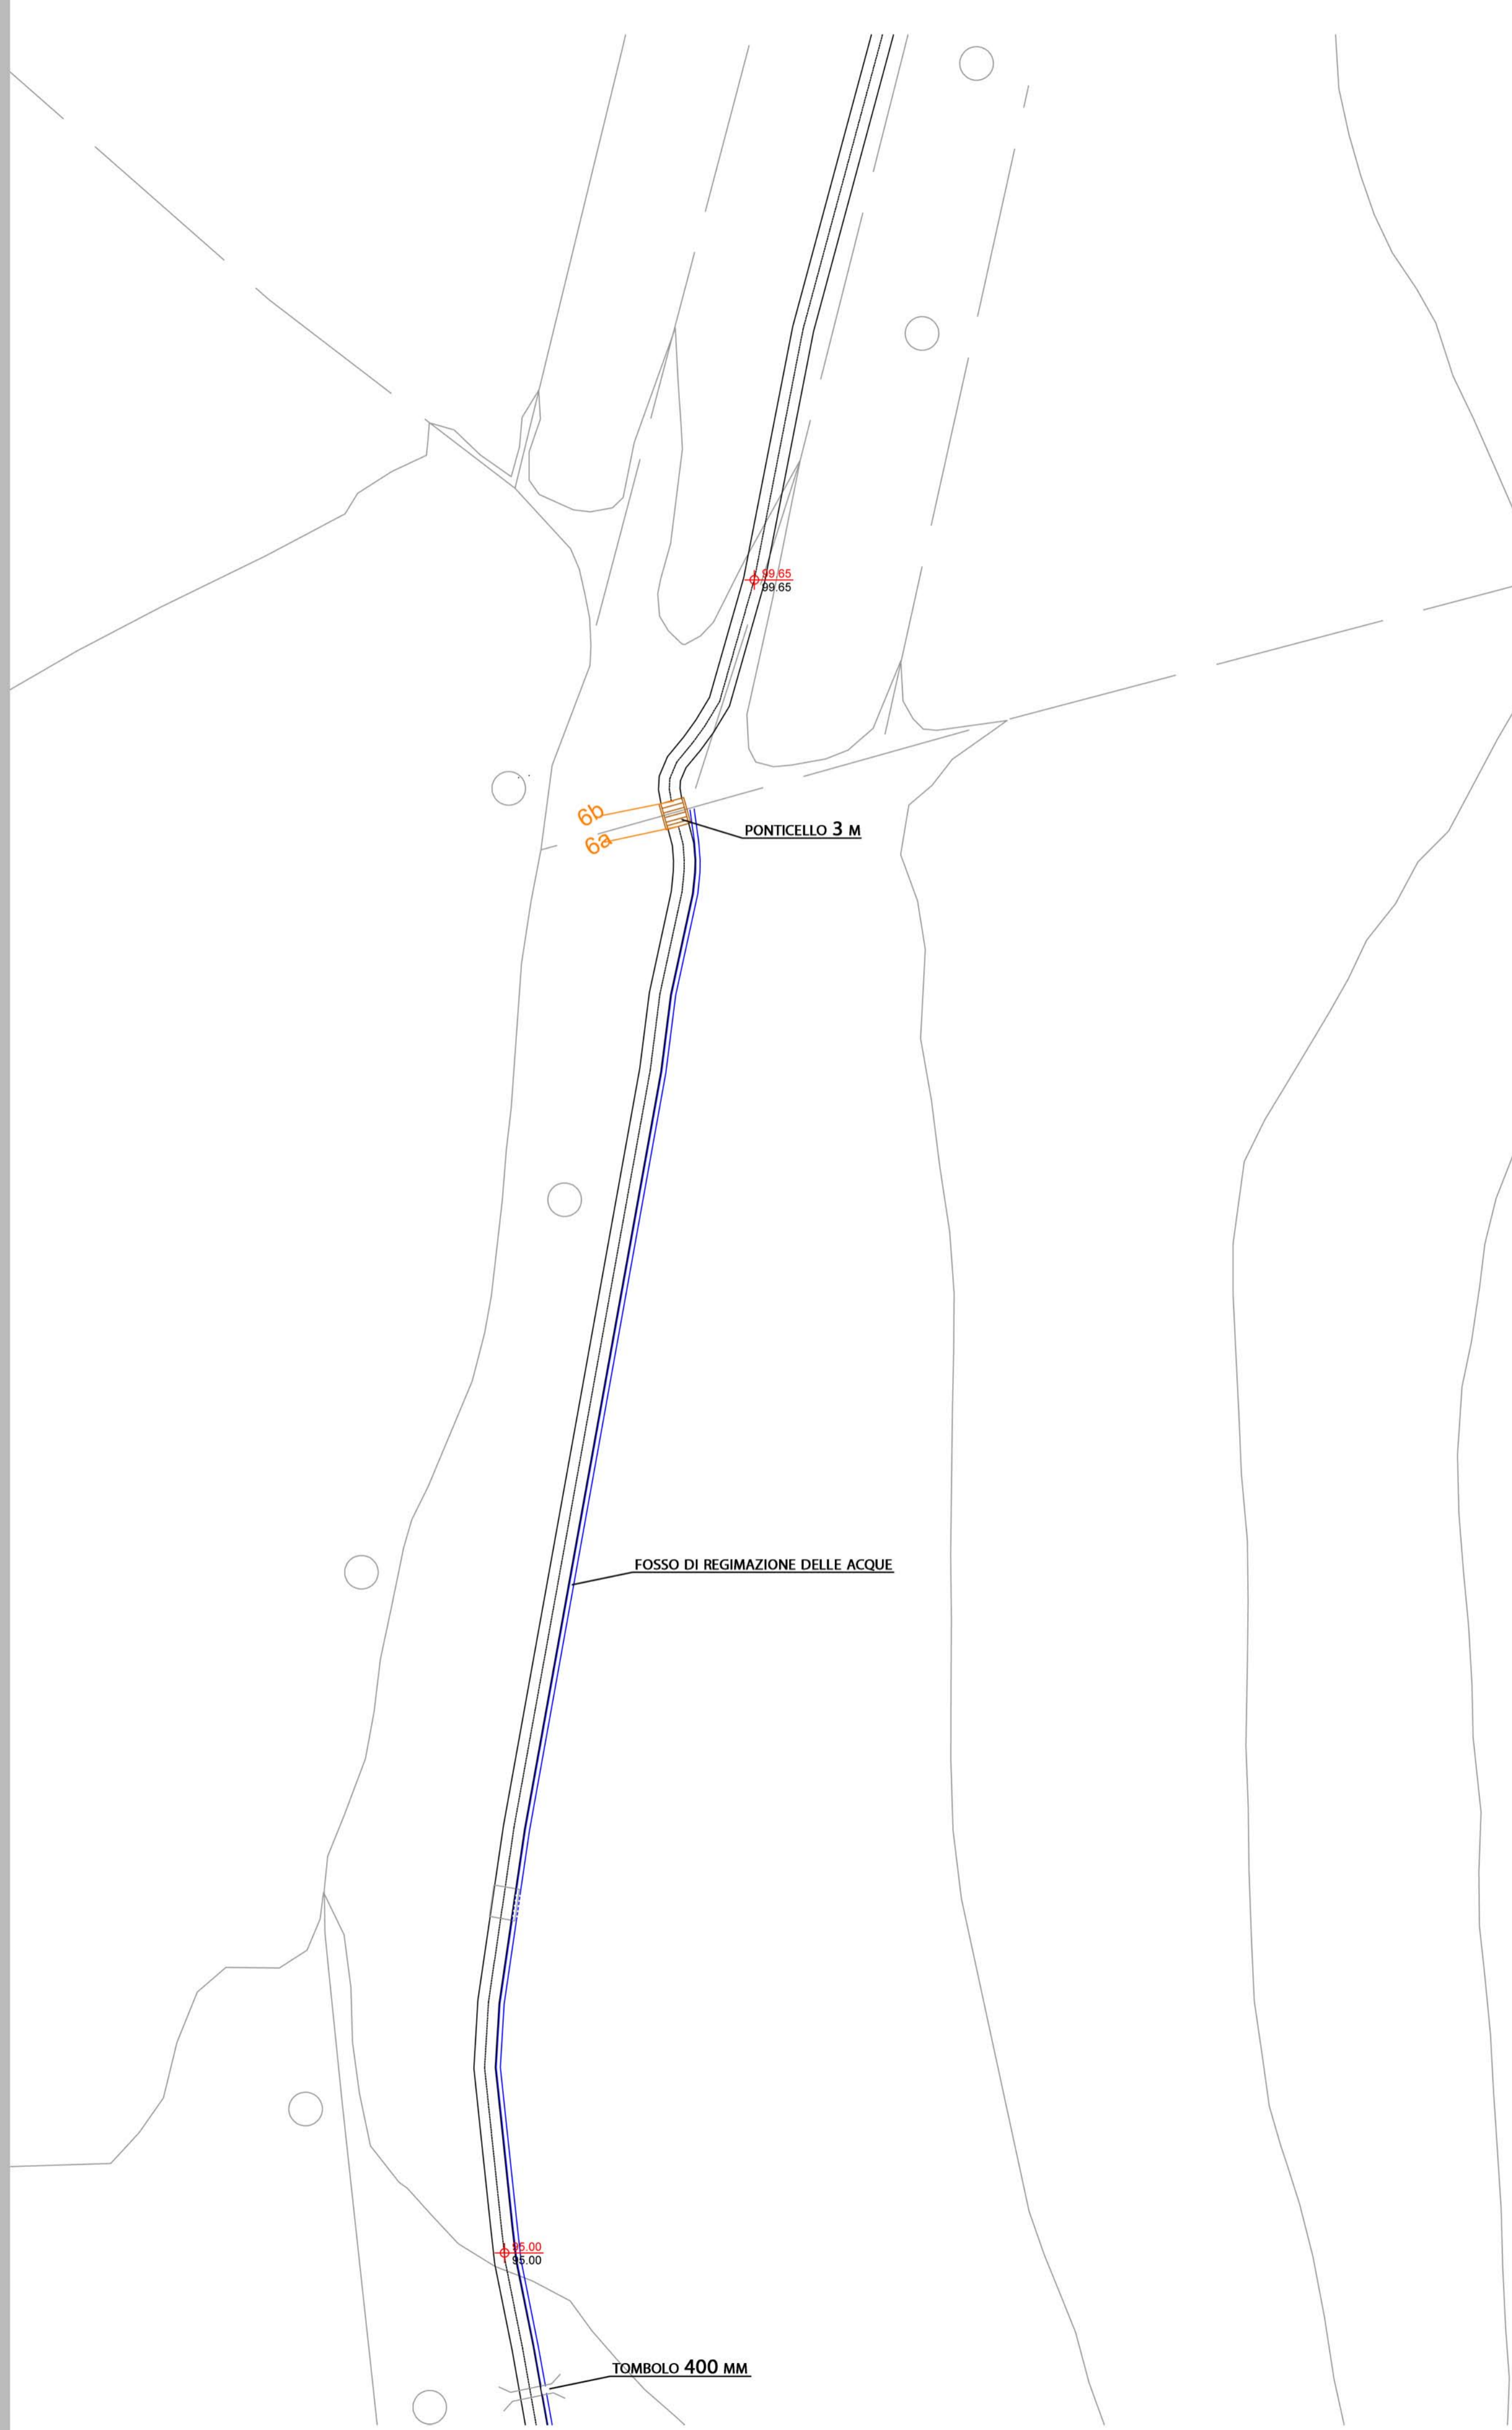 99.65
99.65
6b
6a
PONTICELLO 3 M
FOSSO DI REGIMAZIONE DELLE ACQUE
95.00
95.00
TOMBOLO 400 MM